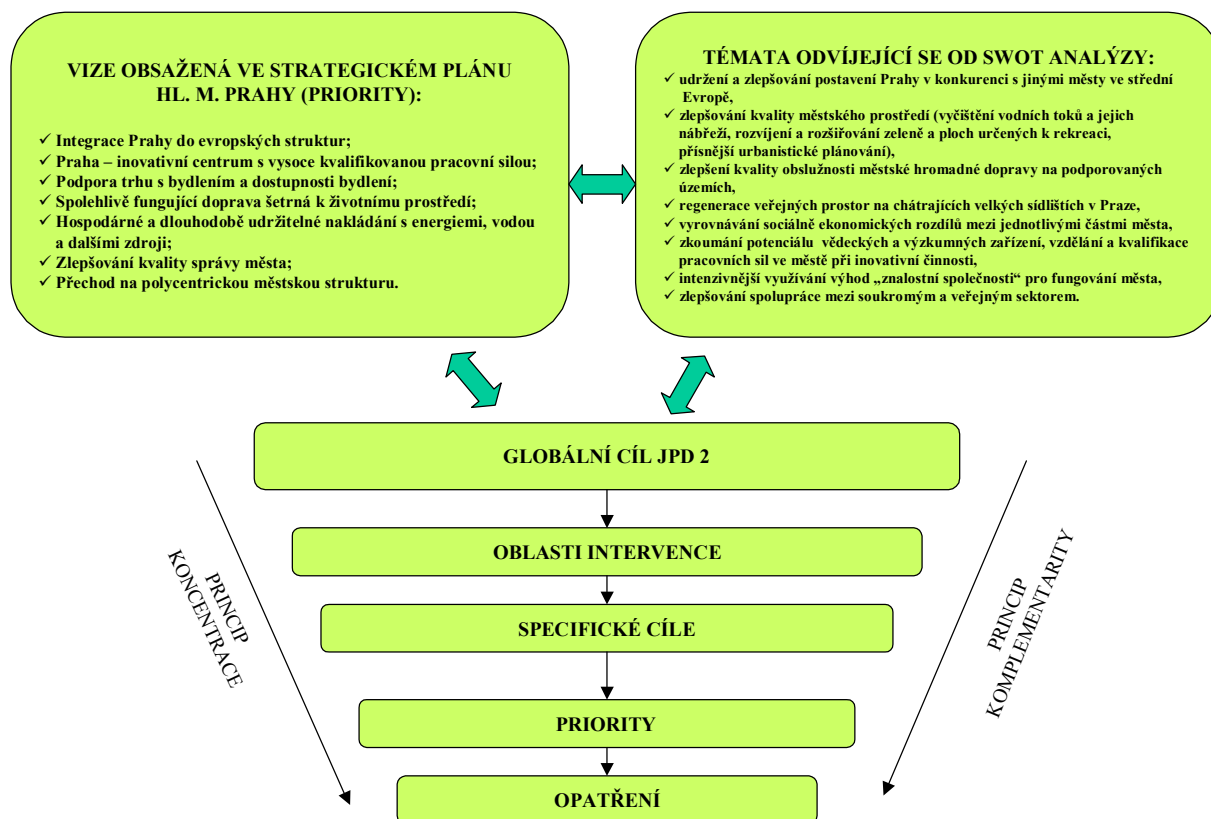 VIZE OBSAŽENÁ VE STRATEGICKÉM PLÁNU
HL. M. PRAHY (PRIORITY):
✓ Integrace Prahy do evropských struktur;
✓ Praha – inovativní centrum s vysoce kvalifikovanou pracovní silou;
✓ Podpora trhu s bydlením a dostupnosti bydlení;
✓ Spolehlivě fungující doprava šetrná k životnímu prostředí;
✓ Hospodárné a dlouhodobě udržitelné nakládání s energiemi, vodou
a dalšími zdroji;
✓ Zlepšování kvality správy města;
✓ Přechod na polycentrickou městskou strukturu.
TÉMATA ODVÍJEJÍCÍ SE OD SWOT ANALÝZY:
✓ udržení a zlepšování postavení Prahy v konkurenci s jinými městy ve střední
Evropě,
✓ zlepšování kvality městského prostředí (vyčištění vodních toků a jejich
nábřeží, rozvíjení a rozšiřování zeleně a ploch určených k rekreaci,
přísnější urbanistické plánování),
✓ zlepšení kvality obslužnosti městské hromadné dopravy na podporovaných
územích,
✓ regenerace veřejných prostor na chátrajících velkých sídlištích v Praze,
✓ vyrovnávání sociálně ekonomických rozdílů mezi jednotlivými částmi města,
✓ zkoumání potenciálu vědeckých a výzkumných zařízení, vzdělání a kvalifikace
pracovních sil ve městě při inovativní činnosti,
✓ intenzivnější využívání výhod „znalostní společnosti“ pro fungování města,
✓ zlepšování spolupráce mezi soukromým a veřejným sektorem.
GLOBÁLNÍ CÍL JPD 2
OBLASTI INTERVENCE
SPECIFICKÉ CÍLE
PRIORITY
OPATŘENÍ
PRINCIP
KONCENTRACE
PRINCIP
KOMPLEMENTARITY